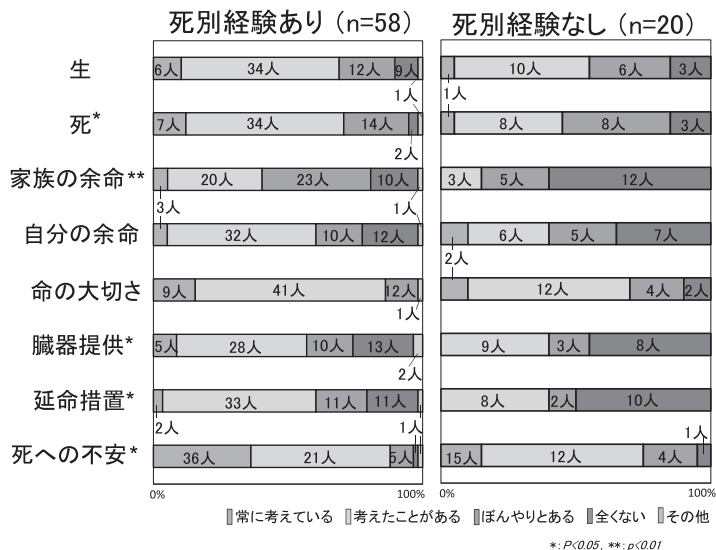 死別経験あり (n=58) 死別経験なし (n=20)
生 6人 34人 12人 9人 10人 6人 3人
1人 1人
死* 7人 34人 14人 8人 8人 3人
2人
家族の余命** 20人 23人 10人 3人 5人 12人
3人 1人
自分の余命 32人 10人 12人 6人 5人 7人
2人
命の大切さ 9人 41人 12人 12人 4人 2人
1人
臓器提供* 5人 28人 10人 13人 9人 3人 8人
2人
延命措置* 33人 11人 11人 8人 2人 10人
2人 1人 1人
死への不安* 36人 21人 5人 15人 12人 4人
0% 100% 0% 100%
常に考えている 考えたことがある ぼんやりとある 全くない その他
*: P<0.05, **: p<0.01